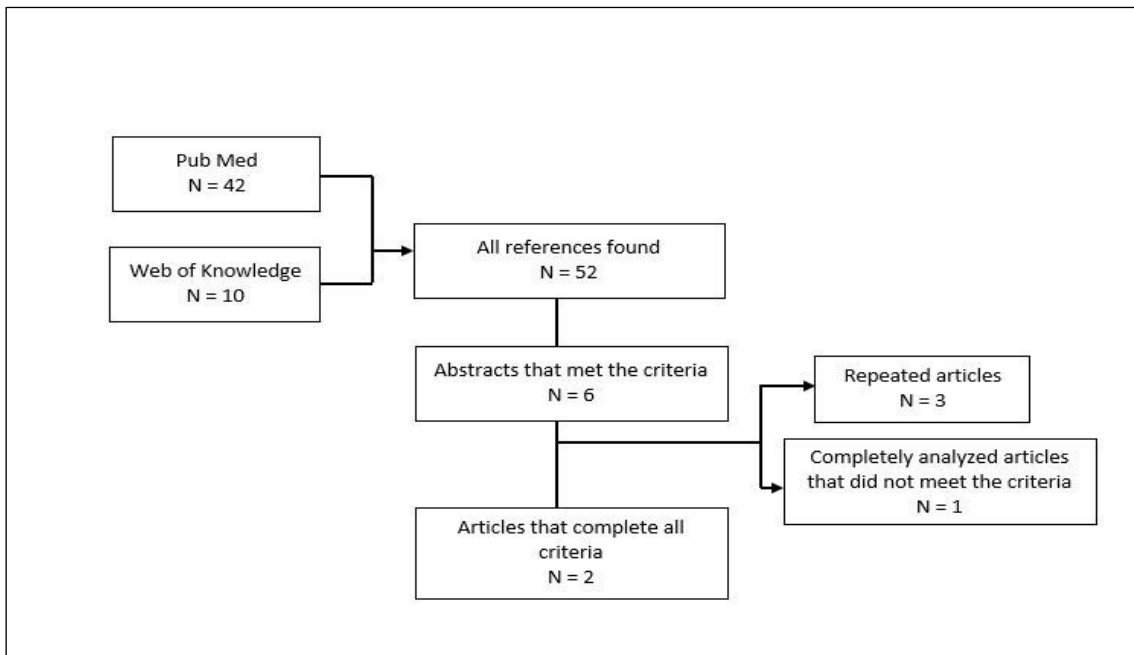 Pub Med
N = 42
Web of Knowledge
N = 10
All references found
N = 52
Abstracts that met the criteria
N = 6
Repeated articles
N = 3
Completely analyzed articles
that did not meet the criteria
N = 1
Articles that complete all
criteria
N = 2